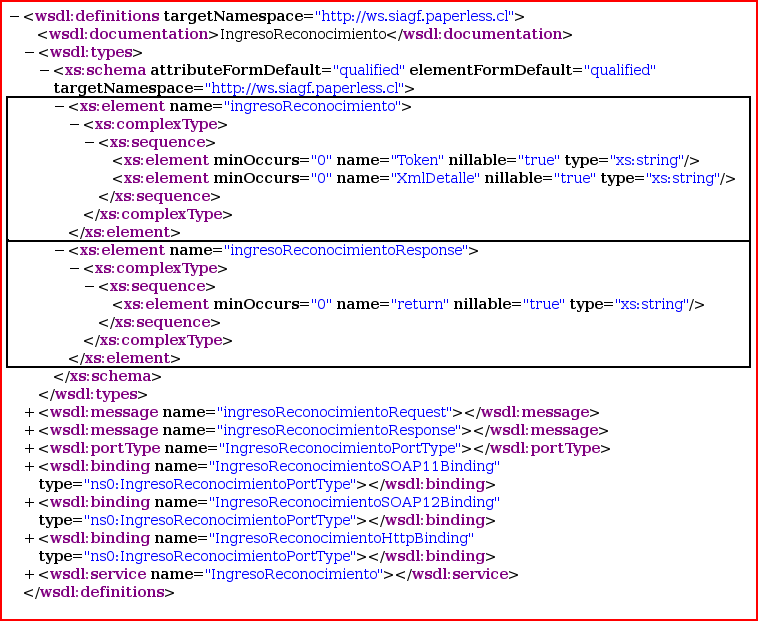 −<wsdl:definitions targetNamespace="http://ws.siagf.paperless.cl">
<wsdl:documentation>IngresoReconocimiento</wsdl:documentation>
−<wsdl:types>
−<xs:schema attributeFormDefault="qualified" elementFormDefault="qualified"
targetNamespace="http://ws.siagf.paperless.cl">
−<xs:element name="ingresoReconocimiento">
−<xs:complexType>
−<xs:sequence>
<xs:element minOccurs="0" name="Token" nillable="true" type="xs:string"/>
<xs:element minOccurs="0" name="XmlDetalle" nillable="true" type="xs:string"/>
</xs:sequence>
</xs:complexType>
</xs:element>
−<xs:element name="ingresoReconocimientoResponse">
−<xs:complexType>
−<xs:sequence>
<xs:element minOccurs="0" name="return" nillable="true" type="xs:string"/>
</xs:sequence>
</xs:complexType>
</xs:element>
</xs:schema>
</wsdl:types>
+<wsdl:message name="ingresoReconocimientoRequest"></wsdl:message>
+<wsdl:message name="ingresoReconocimientoResponse"></wsdl:message>
+<wsdl:portType name="IngresoReconocimientoPortType"></wsdl:portType>
+<wsdl:binding name="IngresoReconocimientoSOAP11Binding"
type="ns0:IngresoReconocimientoPortType"></wsdl:binding>
+<wsdl:binding name="IngresoReconocimientoSOAP12Binding"
type="ns0:IngresoReconocimientoPortType"></wsdl:binding>
+<wsdl:binding name="IngresoReconocimientoHttpBinding"
type="ns0:IngresoReconocimientoPortType"></wsdl:binding>
+<wsdl:service name="IngresoReconocimiento"></wsdl:service>
</wsdl:definitions>